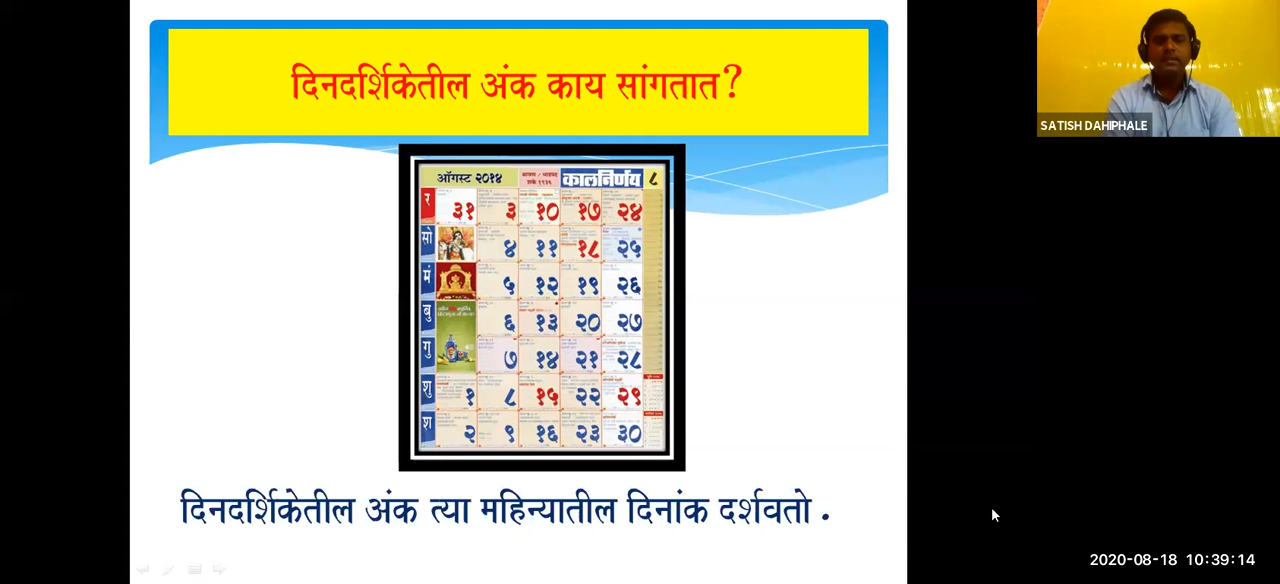 दिनदर्शिकेतील अंक काय सांगतात?
SATISH DAHIPHALE
ऑगस्ट २०१४ कालनिर्णय ८
र ३१ ३ १० १७ २४
सो ४ ११ १८ २५
मं ५ १२ १९ २६
बु ६ १३ २० २७
गु ७ १४ २१ २८
शु १ ८ १५ २२ २९
श २ ९ १६ २३ ३०
दिनदर्शिकेतील अंक त्या महिन्यातील दिनांक दर्शवतो .
2020-08-18 10:39:14